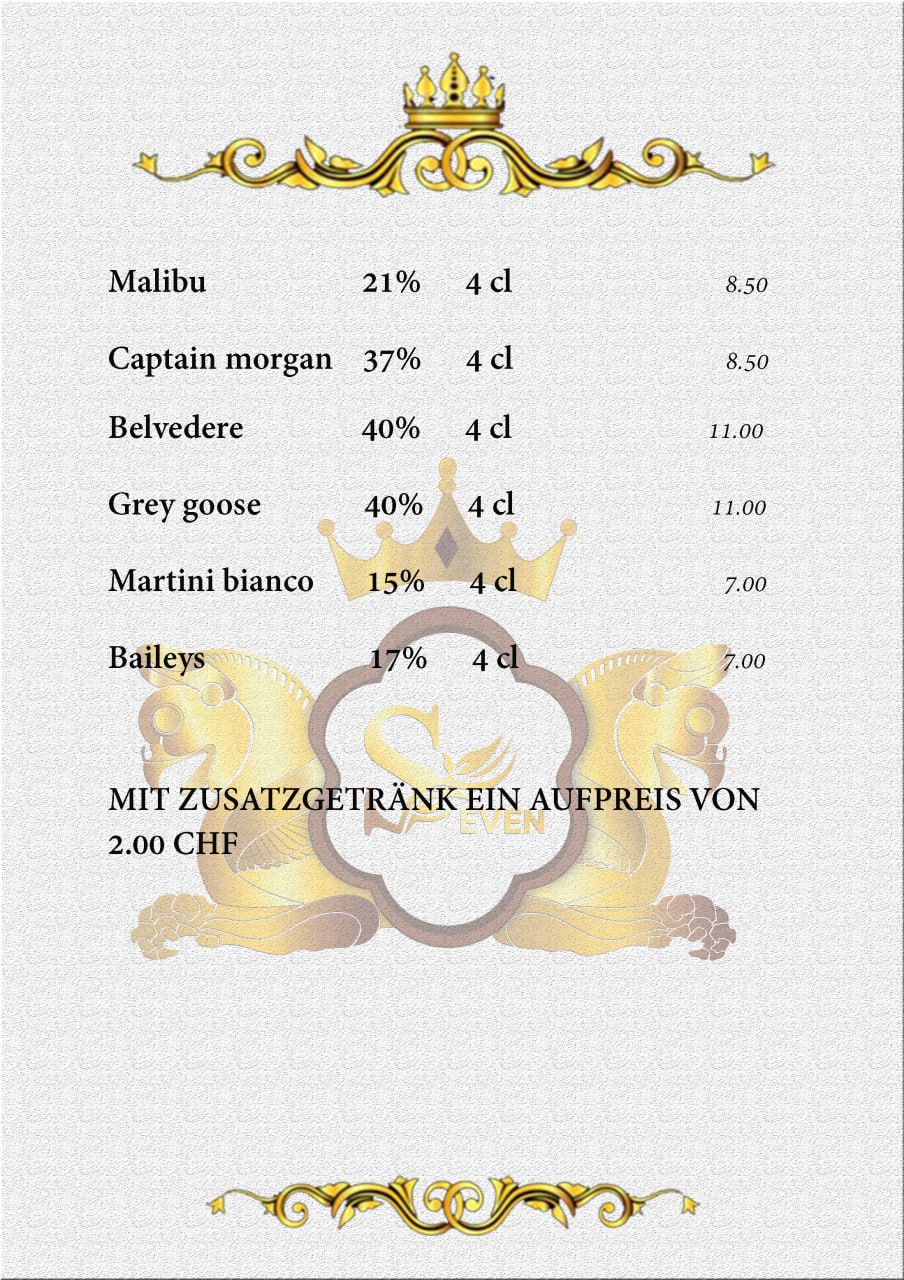 Malibu 21% 4 cl 8.50
Captain morgan 37% 4 cl 8.50
Belvedere 40% 4 cl 11.00
Grey goose 40% 4 cl 11.00
Martini bianco 15% 4 cl 7.00
Baileys 17% 4 cl 7.00
SEVEN
MIT ZUSATZGETRÄNK EIN AUFPREIS VON
2.00 CHF